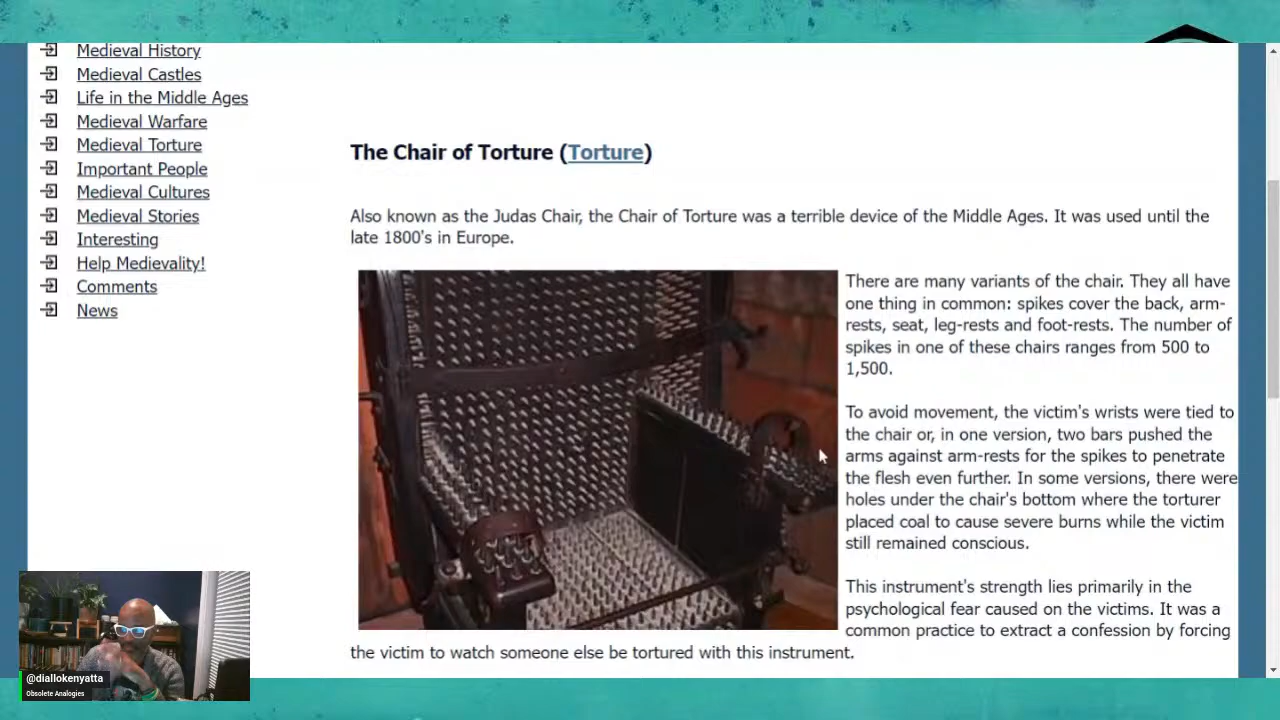 Medieval History
Medieval Castles
Life in the Middle Ages
Medieval Warfare
Medieval Torture
Important People
Medieval Cultures
Medieval Stories
Interesting
Help Medievality!
Comments
News
The Chair of Torture (Torture)
Also known as the Judas Chair, the Chair of Torture was a terrible device of the Middle Ages. It was used until the
late 1800's in Europe.
There are many variants of the chair. They all have
one thing in common: spikes cover the back, arm-
rests, seat, leg-rests and foot-rests. The number of
spikes in one of these chairs ranges from 500 to
1,500.
To avoid movement, the victim's wrists were tied to
the chair or, in one version, two bars pushed the
arms against arm-rests for the spikes to penetrate
the flesh even further. In some versions, there were
holes under the chair's bottom where the torturer
placed coal to cause severe burns while the victim
still remained conscious.
This instrument's strength lies primarily in the
psychological fear caused on the victims. It was a
common practice to extract a confession by forcing
the victim to watch someone else be tortured with this instrument.
@diallokenyatta
Obsolete Analogies